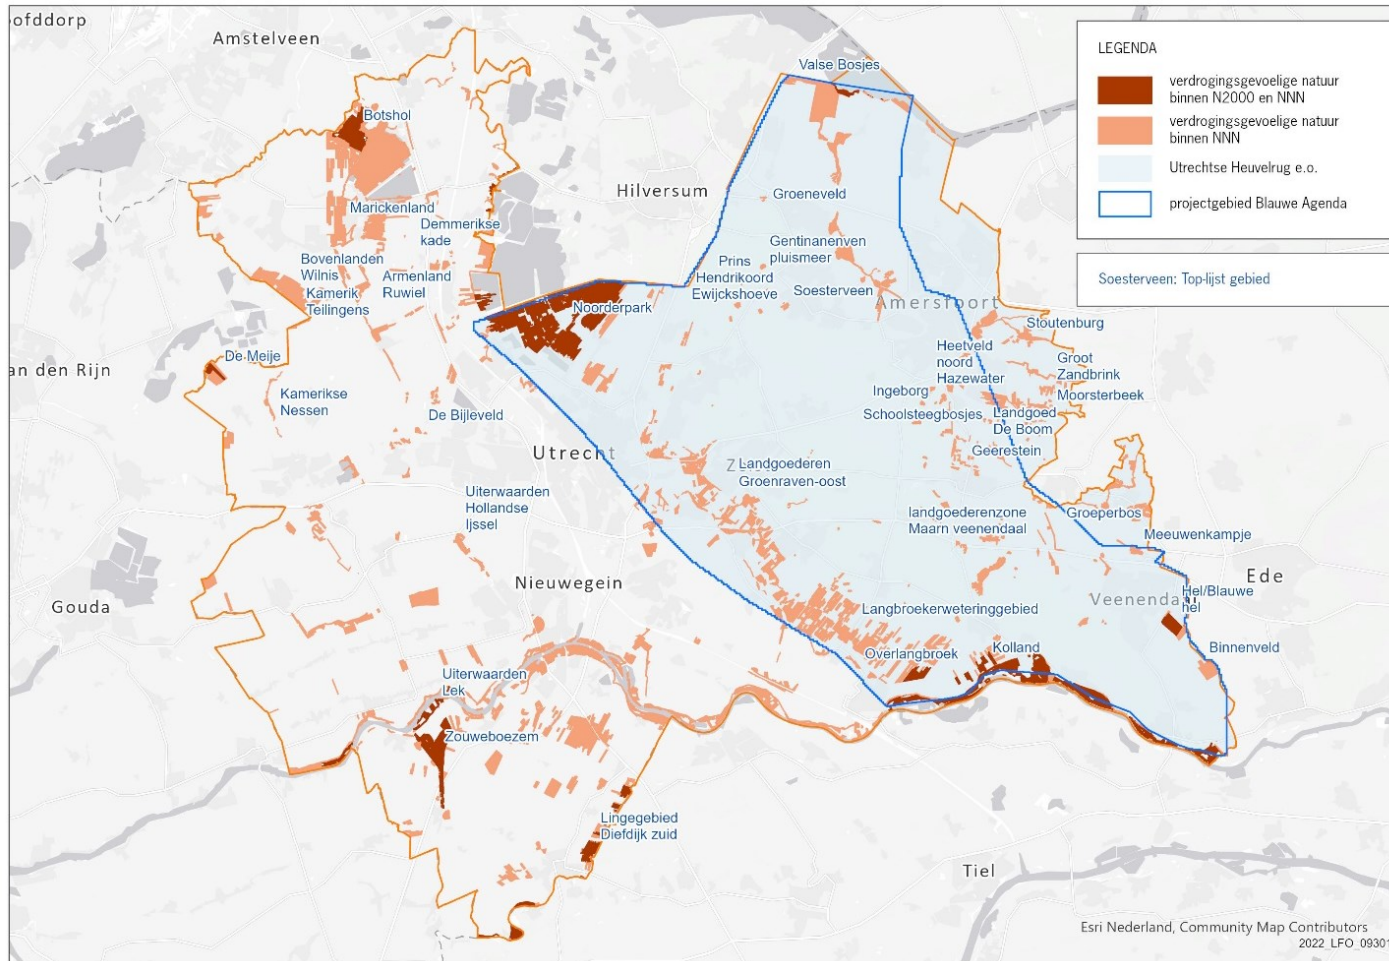 oofddorp
Amstelveen
Valse Bosjes
LEGENDA
verdrogingsgevoelige natuur
binnen N2000 en NNN
verdrogingsgevoelige natuur
binnen NNN
Utrechtse Heuvelrug e.o.
projectgebied Blauwe Agenda
Soesterveen: Top-lijst gebied
Botshol
Hilversum
Groeneveld
Marickenland
Demmerikse
kade
Bovenlanden
Wilnis
Armenland
Ruwiel
Kamerik
Teilingens
Gentinanenven
pluismeer
Prins
Hendrikoord
Ewijckshoeve
Soesterveen
Amersfoort
Noorderpark
Stoutenburg
De Meije
an den Rijn
Heetveld
noord
Hazewater
Groot
Zandbrink
Moorsterbeek
Kamerikse
Nessen
De Bijleveld
Ingeborg
Schoolsteegbosjes
Landgoed
De Boom
Geerestein
Utrecht
Landgoederen
Groenraven-oost
Uiterwaarden
Hollandse
Ijssel
landgoederenzone
Maarn veenendaal
Groeperbos
Meeuwenkampje
Nieuwegein
Ede
Gouda
Veenendaal
Hel/Blauwe
hel
Langbroekerweteringgebied
Overlangbroek
Kolland
Binnenveld
Uiterwaarden
Lek
Zouweboezem
Lingegebied
Diefdijk zuid
Tiel
Esri Nederland, Community Map Contributors
2022_LFO_09301